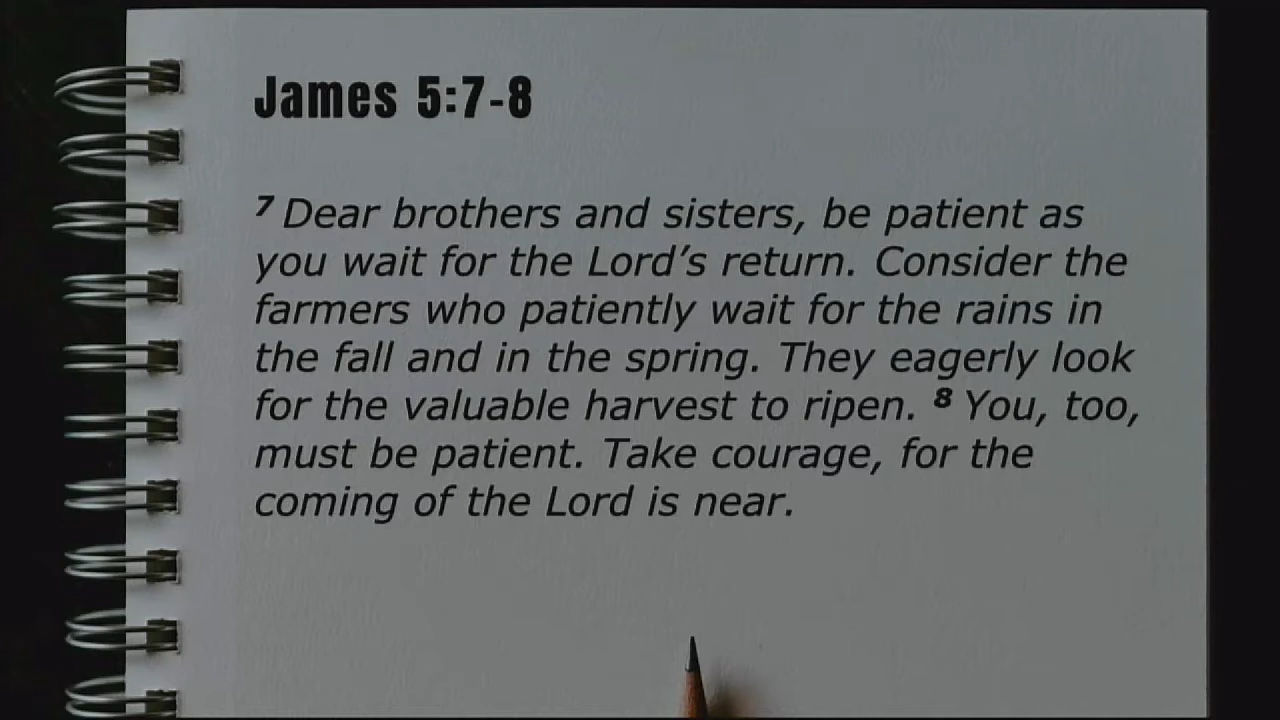 James 5:7-8
7 Dear brothers and sisters, be patient as
you wait for the Lord’s return. Consider the
farmers who patiently wait for the rains in
the fall and in the spring. They eagerly look
for the valuable harvest to ripen. 8 You, too,
must be patient. Take courage, for the
coming of the Lord is near.